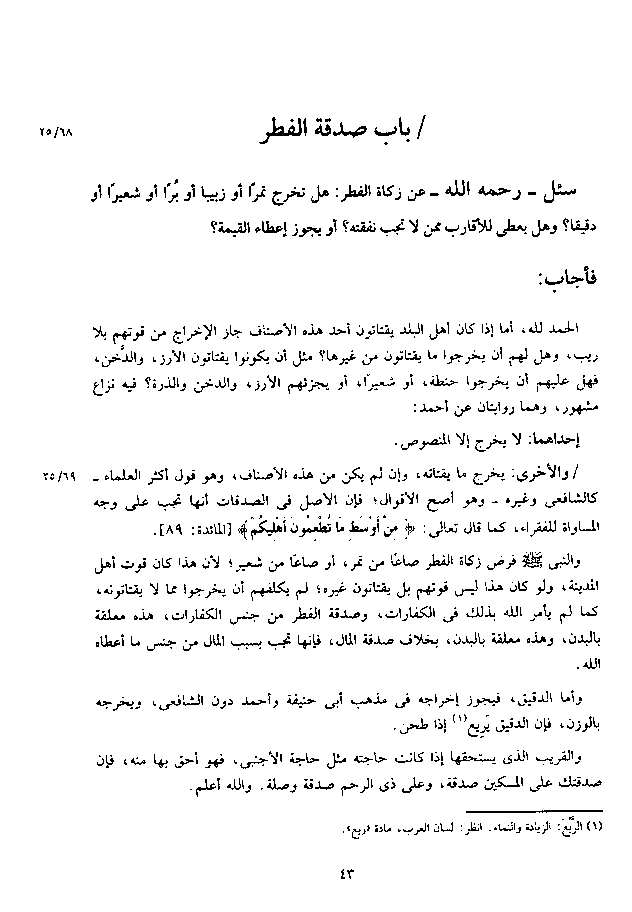 / باب صدقة الفطر
٢٥/٦٨
سئل ـ رحمه الله ـ عن زكاة الفطر: هل تخرج تمرًا أو زبيبا أو بُرًا أو شعيرًا أو
دقيقا؟ وهل يعطى للأقارب ممن لا تجب نفقته؟ أو يجوز إعطاء القيمة؟
فأجاب:
الحمد لله، أما إذا كان أهل البلد يقتاتون أحد هذه الأصناف جاز الإخراج من قوتهم بلا
ريب، وهل لهم أن يخرجوا ما يقتاتون من غيرها؟ مثل أن يكونوا يقتاتون الأرز، والدُّخن،
فهل عليهم أن يخرجوا حنطة، أو شعيرًا، أو يجزئهم الأرز، والدخن والذرة؟ فيه نزاع
مشهور، وهما روايتان عن أحمد:
إحداهما: لا يخرج إلا المنصوص.
/ والأخرى: يخرج ما يقتاته، وإن لم يكن من هذه الأصناف، وهو قول أكثر العلماء ـ
٢٥/٦٩
كالشافعى وغيره ـ وهو أصح الأقوال؛ فإن الأصل فى الصدقات أنها تجب على وجه
المساواة للفقراء، كما قال تعالى: ﴿ مِنْ أَوْسَطِ مَا تُطْعِمُونَ أَهْلِيكُمْ ﴾ [المائدة: ٨٩].
والنبى ﷺ فرض زكاة الفطر صاعًا من تمر، أو صاعًا من شعير؛ لأن هذا كان قوت أهل
المدينة، ولو كان هذا ليس قوتهم بل يقتاتون غيره؛ لم يكلفهم أن يخرجوا مما لا يقتاتونه،
كما لم يأمر الله بذلك فى الكفارات، وصدقة الفطر من جنس الكفارات، هذه معلقة
بالبدن، وهذه معلقة بالبدن، بخلاف صدقة المال، فإنها تجب بسبب المال من جنس ما أعطاه
الله.
وأما الدقيق، فيجوز إخراجه فى مذهب أبى حنيفة وأحمد دون الشافعى، ويخرجه
بالوزن، فإن الدقيق يَرِيع(١) إذا طحن.
والقريب الذى يستحقها إذا كانت حاجته مثل حاجة الأجنبى، فهو أحق بها منه، فإن
صدقتك على المسكين صدقة، وعلى ذى الرحم صدقة وصلة. والله أعلم.
(١) الرَّيْعُ: الزيادة والنماء. انظر: لسان العرب، مادة «ريع».
٤٣